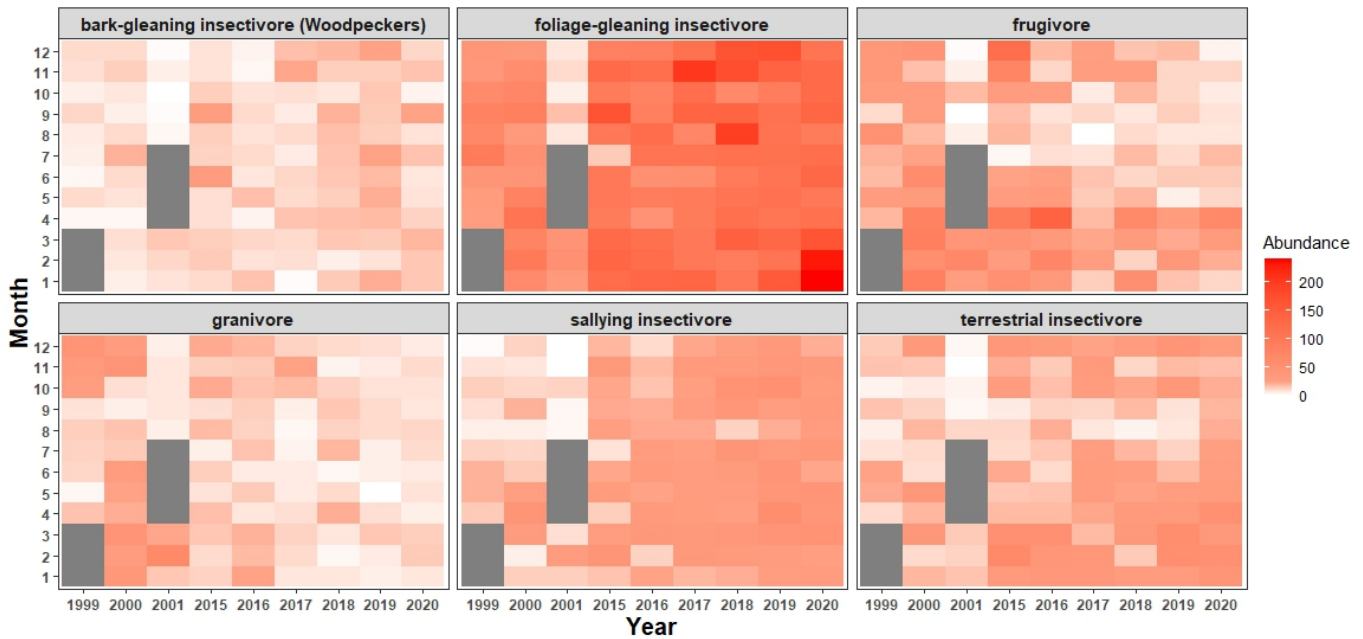 bark-gleaning insectivore (Woodpeckers)
foliage-gleaning insectivore
frugivore
12
11
10
9
8
7
6
5
4
3
2
1
Month
granivore
sallying insectivore
terrestrial insectivore
12
11
10
9
8
7
6
5
4
3
2
1
1999 2000 2001 2015 2016 2017 2018 2019 2020
1999 2000 2001 2015 2016 2017 2018 2019 2020
1999 2000 2001 2015 2016 2017 2018 2019 2020
Year
Abundance
200
150
100
50
0